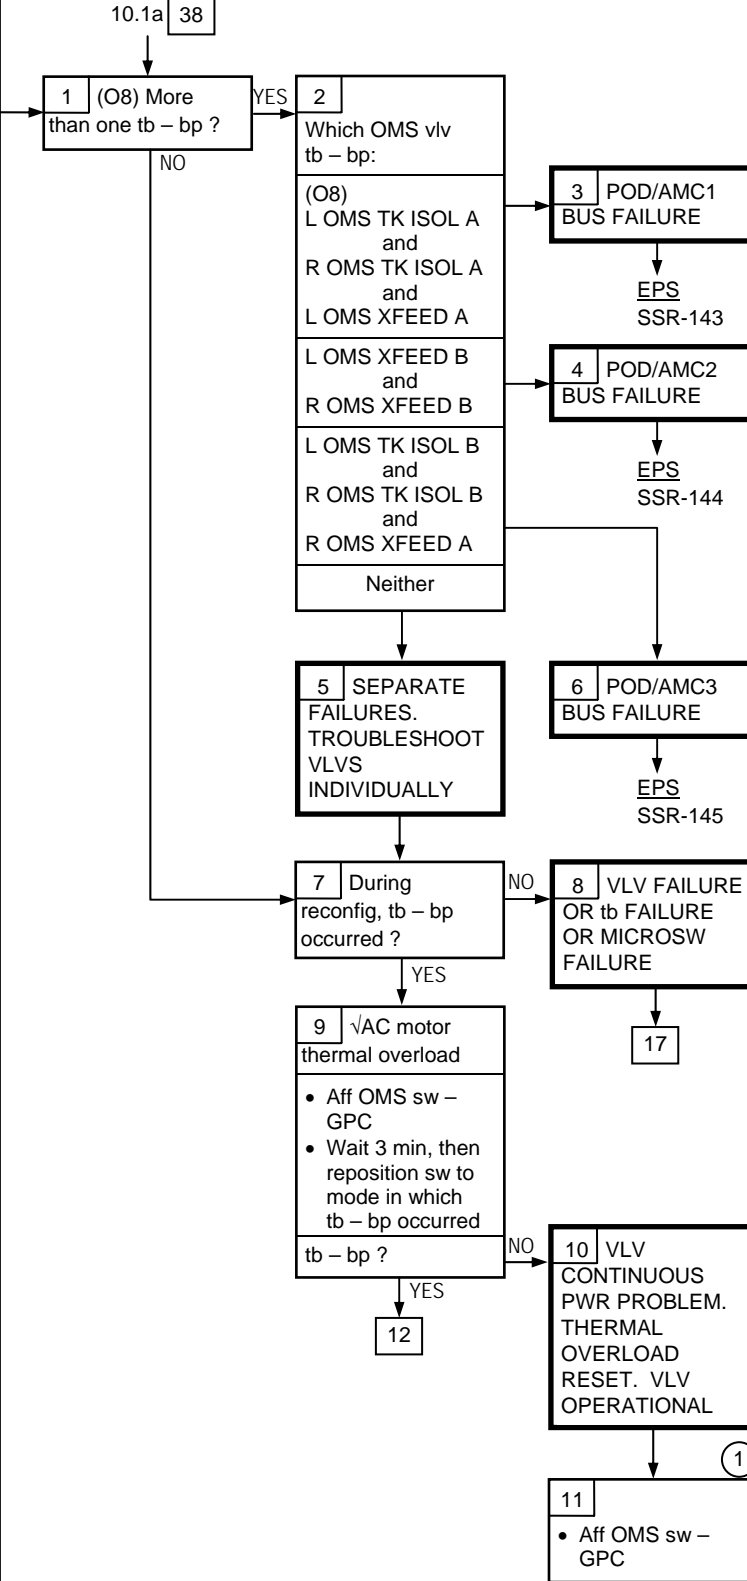 10.1a 38
1 (O8) More
than one tb – bp ?
YES
NO
2
Which OMS vlv
tb – bp:
(O8)
L OMS TK ISOL A
and
R OMS TK ISOL A
and
L OMS XFEED A
L OMS XFEED B
and
R OMS XFEED B
L OMS TK ISOL B
and
R OMS TK ISOL B
and
R OMS XFEED A
Neither
3 POD/AMC1
BUS FAILURE
EPS
SSR-143
4 POD/AMC2
BUS FAILURE
EPS
SSR-144
5 SEPARATE
FAILURES.
TROUBLESHOOT
VLVS
INDIVIDUALLY
6 POD/AMC3
BUS FAILURE
EPS
SSR-145
7 During
reconfig, tb – bp
occurred ?
NO
YES
8 VLV FAILURE
OR tb FAILURE
OR MICROSW
FAILURE
17
9 √AC motor
thermal overload
• Aff OMS sw –
GPC
• Wait 3 min, then
reposition sw to
mode in which
tb – bp occurred
tb – bp ?
NO
YES
12
10 VLV
CONTINUOUS
PWR PROBLEM.
THERMAL
OVERLOAD
RESET. VLV
OPERATIONAL
1
11
• Aff OMS sw –
GPC